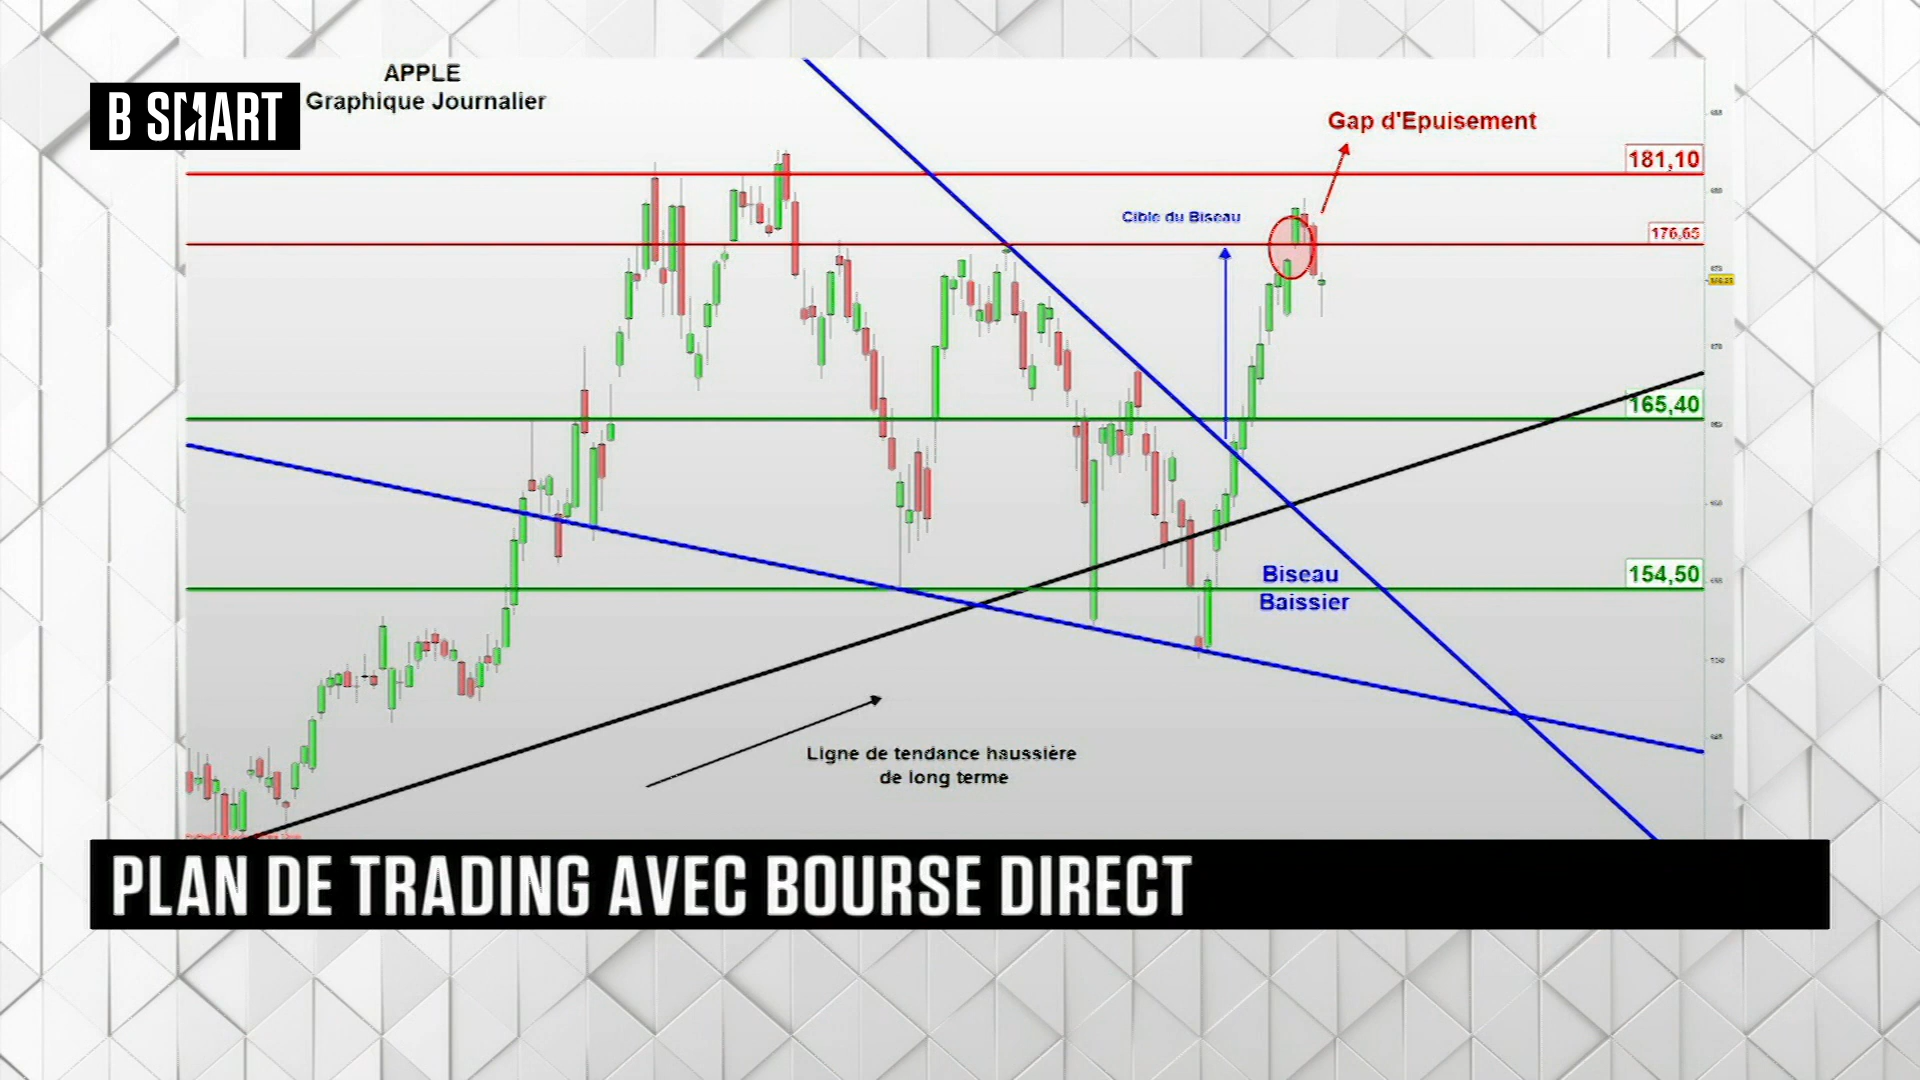 APPLE
Graphique Journalier
B SMART
Gap d'Epuisement
181,10
Cible du Biseau
176,65
165,40
154,50
Biseau
Baissier
Ligne de tendance haussière
de long terme
PLAN DE TRADING AVEC BOURSE DIRECT